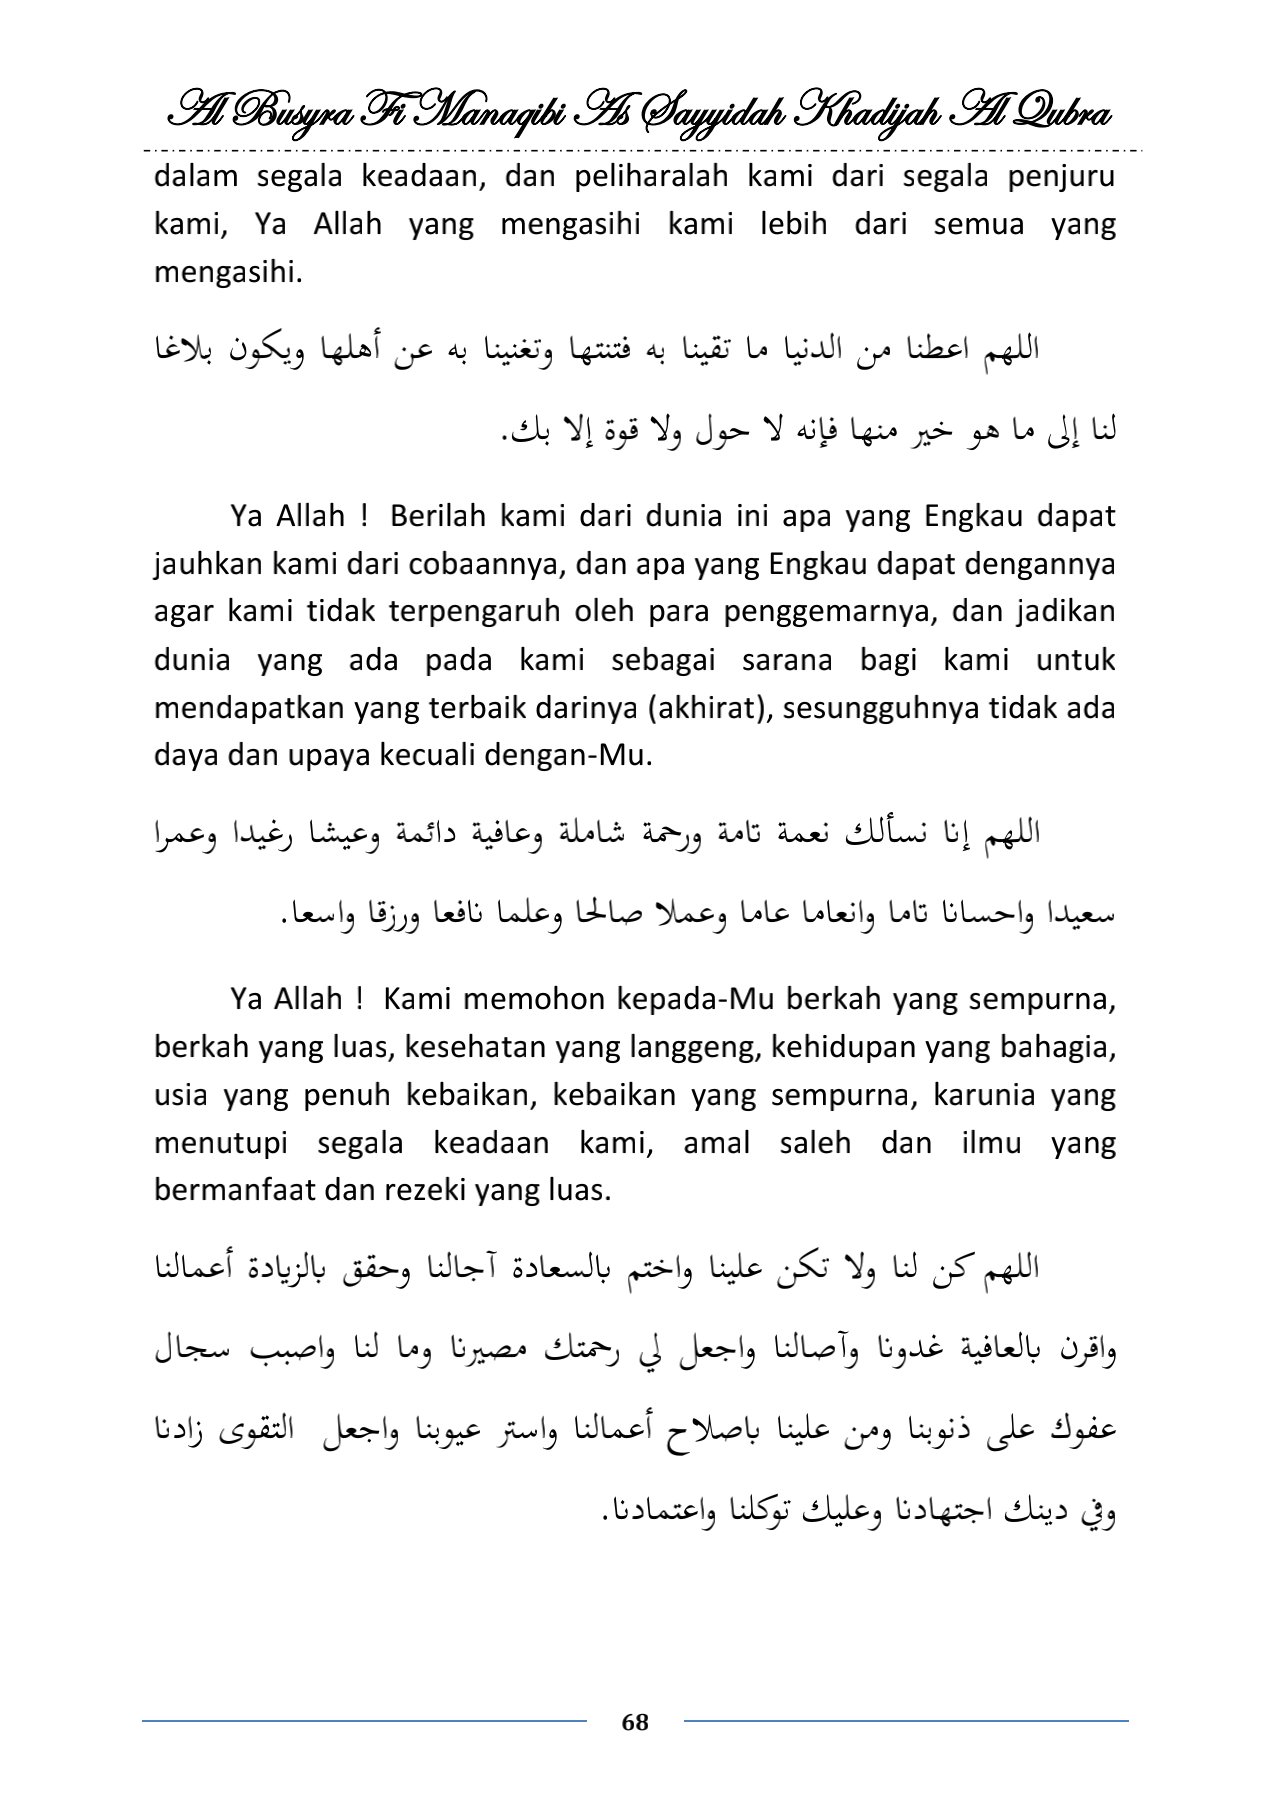 Al Busyra Fi Manaqibi As Sayyidah Khadijah Al Qubra
dalam segala keadaan, dan peliharalah kami dari segala penjuru
kami, Ya Allah yang mengasihi kami lebih dari semua yang
mengasihi.
اللهم اعطنا من الدنيا ما تقينا به فتنتها وتغنينا به عن أهلها ويكون بلاغا
لنا إلى ما هو خير منها فإنه لا حول ولا قوة إلا بك.
Ya Allah ! Berilah kami dari dunia ini apa yang Engkau dapat
jauhkan kami dari cobaannya, dan apa yang Engkau dapat dengannya
agar kami tidak terpengaruh oleh para penggemarnya, dan jadikan
dunia yang ada pada kami sebagai sarana bagi kami untuk
mendapatkan yang terbaik darinya (akhirat), sesungguhnya tidak ada
daya dan upaya kecuali dengan-Mu.
اللهم إنا نسألك نعمة تامة ورحمة شاملة وعافية دائمة وعيشا رغيدا وعمرا
سعيدا واحسانا تاما وانعاما عاما وعملا صالحا وعلما نافعا ورزقا واسعا.
Ya Allah ! Kami memohon kepada-Mu berkah yang sempurna,
berkah yang luas, kesehatan yang langgeng, kehidupan yang bahagia,
usia yang penuh kebaikan, kebaikan yang sempurna, karunia yang
menutupi segala keadaan kami, amal saleh dan ilmu yang
bermanfaat dan rezeki yang luas.
اللهم كن لنا ولا تكن علينا واختم بالسعادة آجالنا وحقق بالزيادة أعمالنا
واقرن بالعافية غدونا وآصالنا واجعل لي رحمتك مصيرنا وما لنا واصبب سجال
عفوك على ذنوبنا ومن علينا باصلاح أعمالنا واستر عيوبنا واجعل التقوى زادنا
وفي دينك اجتهادنا وعليك توكلنا واعتمادنا.
68